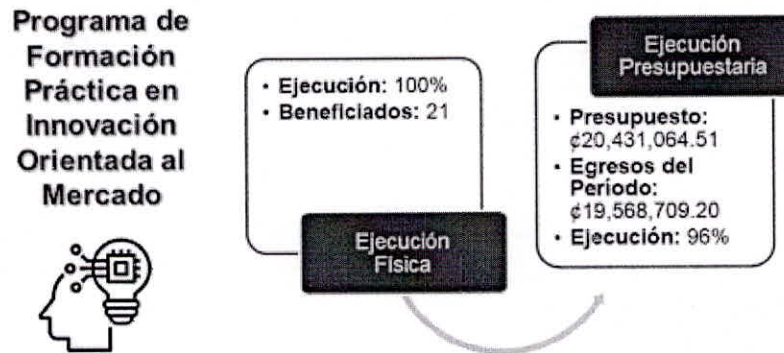 Programa de
Formación
Práctica en
Innovación
Orientada al
Mercado
• Ejecución: 100%
• Beneficiados: 21
Ejecución
Física
Ejecución
Presupuestaria
• Presupuesto:
₡20,431,064.51
• Egresos del
Período:
₡19,568,709.20
• Ejecución: 96%